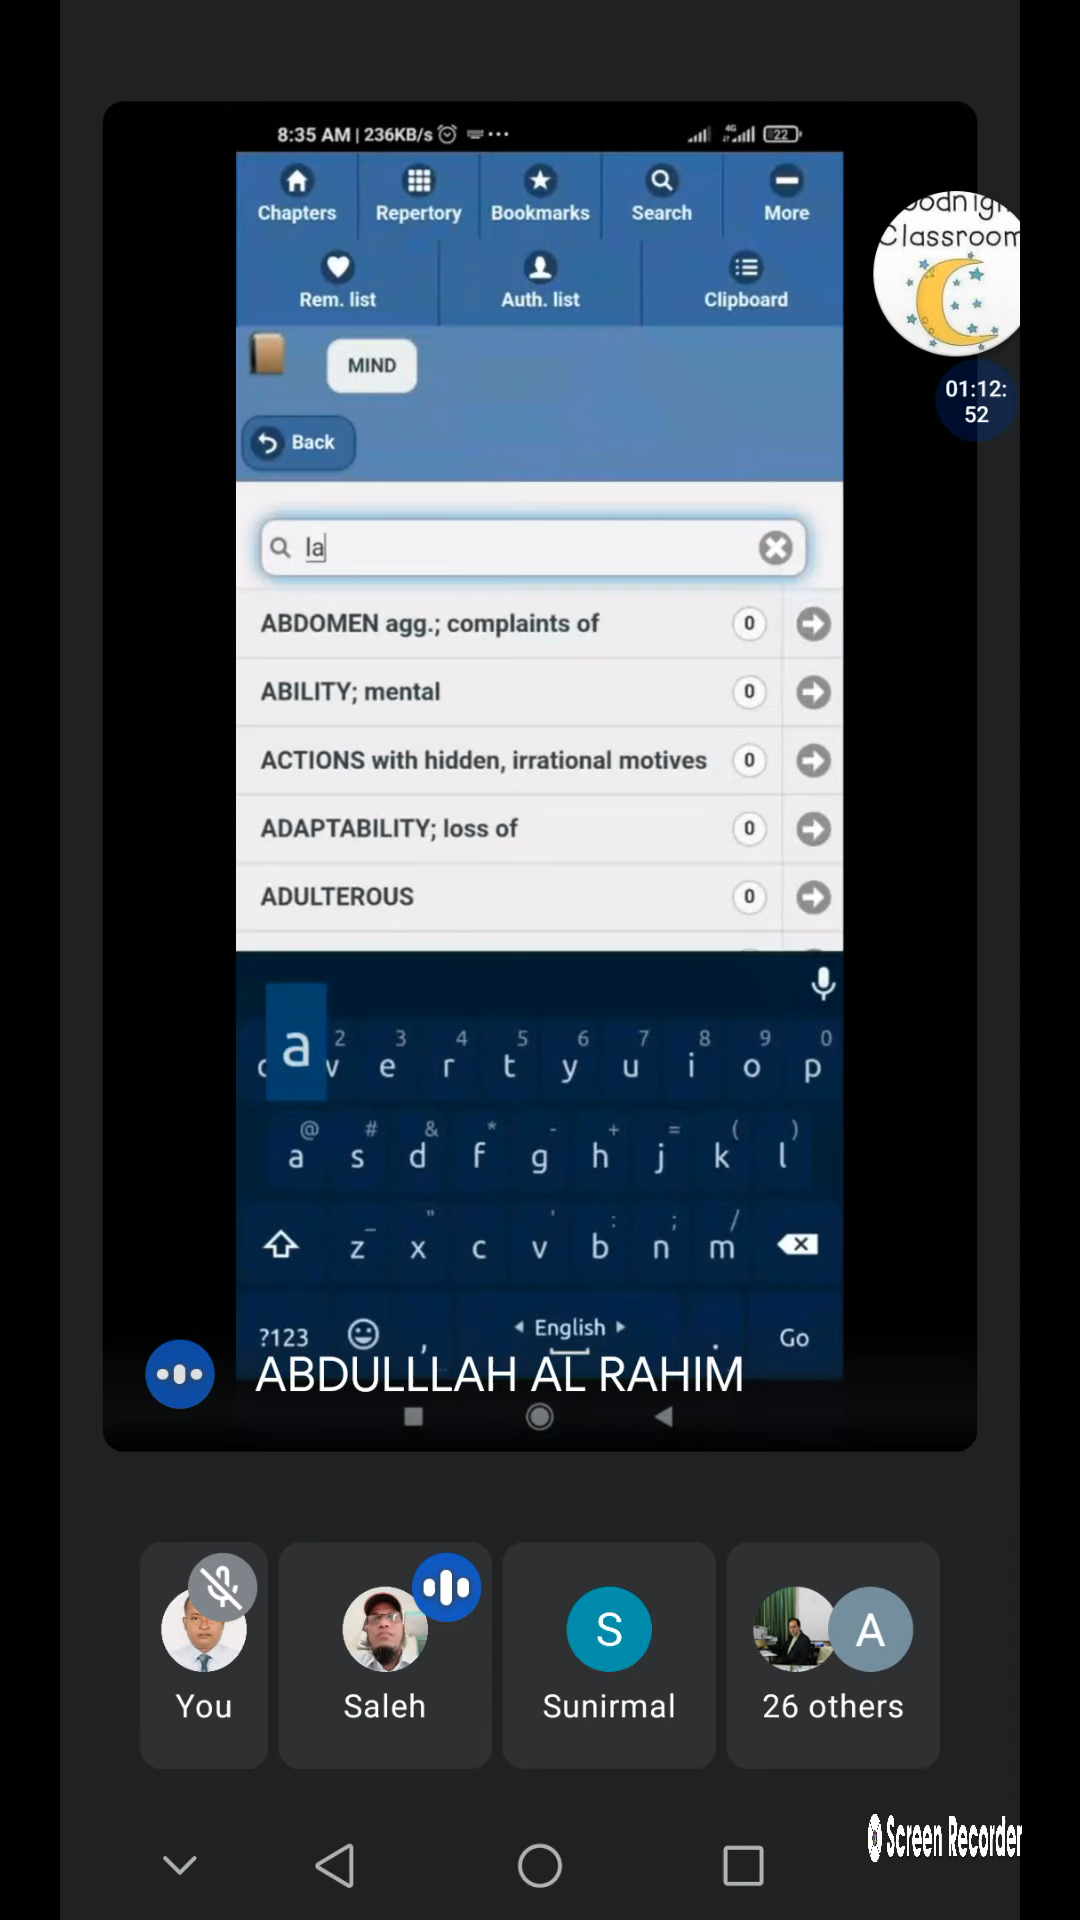 8:35 AM | 236KB/s
4G
22
Chapters
Repertory
Bookmarks
Search
More
Rem. list
Auth. list
Clipboard
Classroom
01:12:
52
MIND
Back
la
ABDOMEN agg.; complaints of 0
ABILITY; mental 0
ACTIONS with hidden, irrational motives 0
ADAPTABILITY; loss of 0
ADULTEROUS 0
a
2 3 4 5 6 7 8 9 0
e r t y u i o p
@ # & * - + = ( )
a s d f g h j k l
_ " ' : ; /
z x c v b n m
?123 , English . Go
ABDULLLAH AL RAHIM
S
A
You
Saleh
Sunirmal
26 others
Screen Recorder